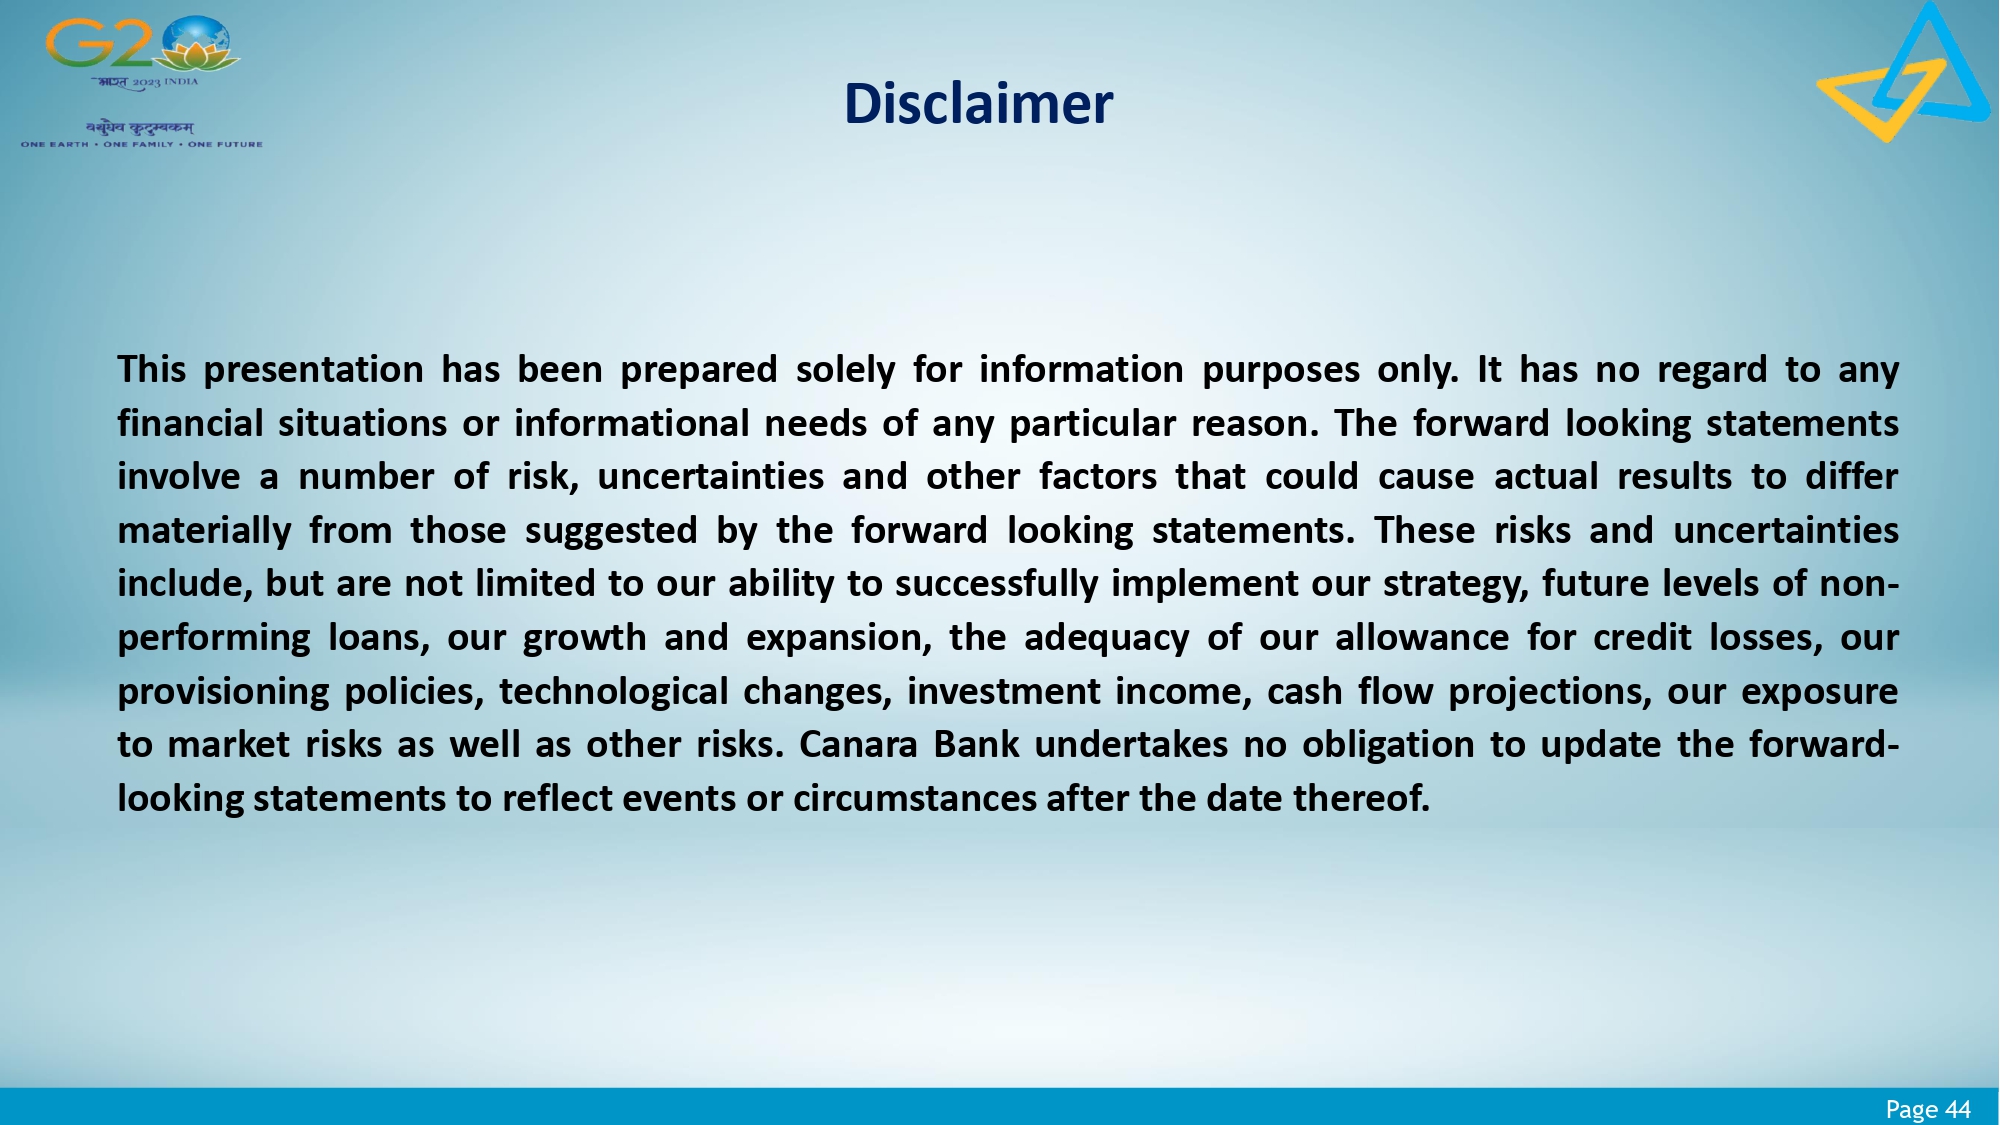 G20
भारत 2023 INDIA
वसुधैव कुटुम्बकम्
ONE EARTH • ONE FAMILY • ONE FUTURE
Disclaimer
This presentation has been prepared solely for information purposes only. It has no regard to any
financial situations or informational needs of any particular reason. The forward looking statements
involve a number of risk, uncertainties and other factors that could cause actual results to differ
materially from those suggested by the forward looking statements. These risks and uncertainties
include, but are not limited to our ability to successfully implement our strategy, future levels of non-
performing loans, our growth and expansion, the adequacy of our allowance for credit losses, our
provisioning policies, technological changes, investment income, cash flow projections, our exposure
to market risks as well as other risks. Canara Bank undertakes no obligation to update the forward-
looking statements to reflect events or circumstances after the date thereof.
Page 44